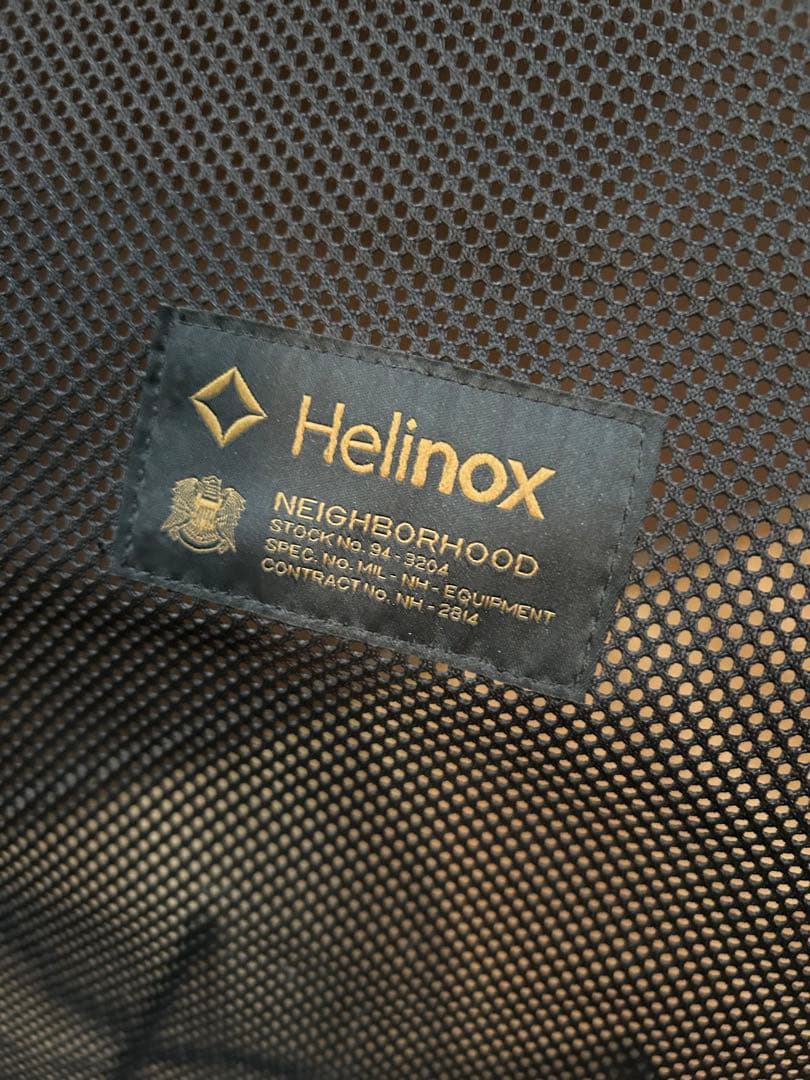 Helinox
NEIGHBORHOOD
STOCK No. 94 - 3204
SPEC. No. MIL - NH - EQUIPMENT
CONTRACT No. NH - 2814